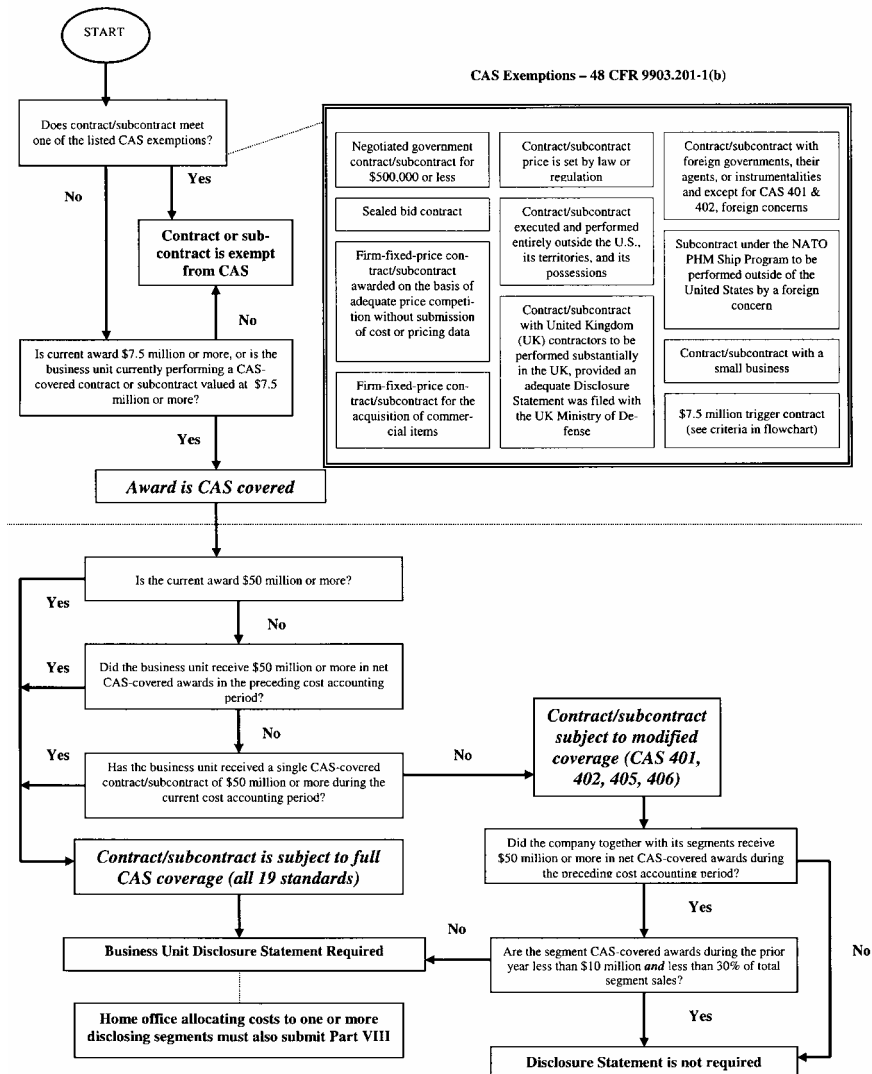 START
CAS Exemptions – 48 CFR 9903.201-1(b)
Does contract/subcontract meet
one of the listed CAS exemptions?
No
Yes
Contract or sub-
contract is exempt
from CAS
No
Is current award $7.5 million or more, or is the
business unit currently performing a CAS-
covered contract or subcontract valued at $7.5
million or more?
Yes
Award is CAS covered
Negotiated government
contract/subcontract for
$500,000 or less
Sealed bid contract
Firm-fixed-price con-
tract/subcontract
awarded on the basis of
adequate price competi-
tion without submission
of cost or pricing data
Firm-fixed-price con-
tract/subcontract for the
acquisition of commer-
cial items
Contract/subcontract
price is set by law or
regulation
Contract/subcontract
executed and performed
entirely outside the U.S.,
its territories, and its
possessions
Contract/subcontract
with United Kingdom
(UK) contractors to be
performed substantially
in the UK, provided an
adequate Disclosure
Statement was filed with
the UK Ministry of De-
fense
Contract/subcontract with
foreign governments, their
agents, or instrumentalities
and except for CAS 401 &
402, foreign concerns
Subcontract under the NATO
PHM Ship Program to be
performed outside of the
United States by a foreign
concern
Contract/subcontract with a
small business
$7.5 million trigger contract
(see criteria in flowchart)
Is the current award $50 million or more?
Yes
No
Did the business unit receive $50 million or more in net
CAS-covered awards in the preceding cost accounting
period?
Yes
No
Has the business unit received a single CAS-covered
contract/subcontract of $50 million or more during the
current cost accounting period?
Yes
No
Contract/subcontract
subject to modified
coverage (CAS 401,
402, 405, 406)
Contract/subcontract is subject to full
CAS coverage (all 19 standards)
Did the company together with its segments receive
$50 million or more in net CAS-covered awards during
the preceding cost accounting period?
Yes
No
Business Unit Disclosure Statement Required
No
Are the segment CAS-covered awards during the prior
year less than $10 million and less than 30% of total
segment sales?
Yes
Home office allocating costs to one or more
disclosing segments must also submit Part VIII
Disclosure Statement is not required